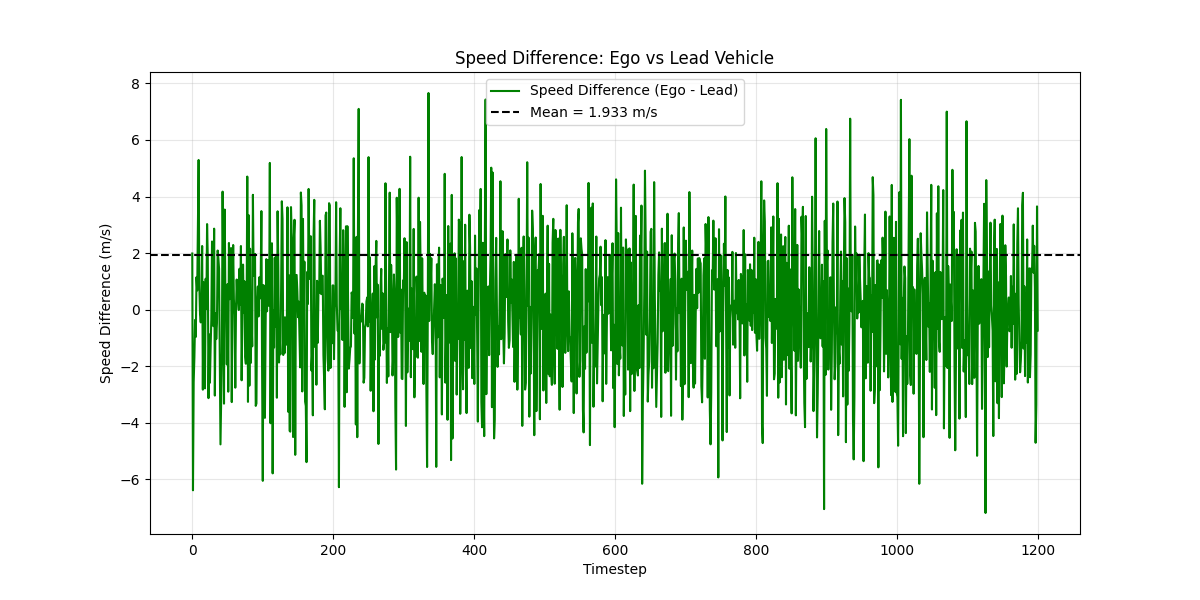 Speed Difference: Ego vs Lead Vehicle
Speed Difference (Ego - Lead)
Mean = 1.933 m/s
Speed Difference (m/s)
8
6
4
2
0
−2
−4
−6
0 200 400 600 800 1000 1200
Timestep